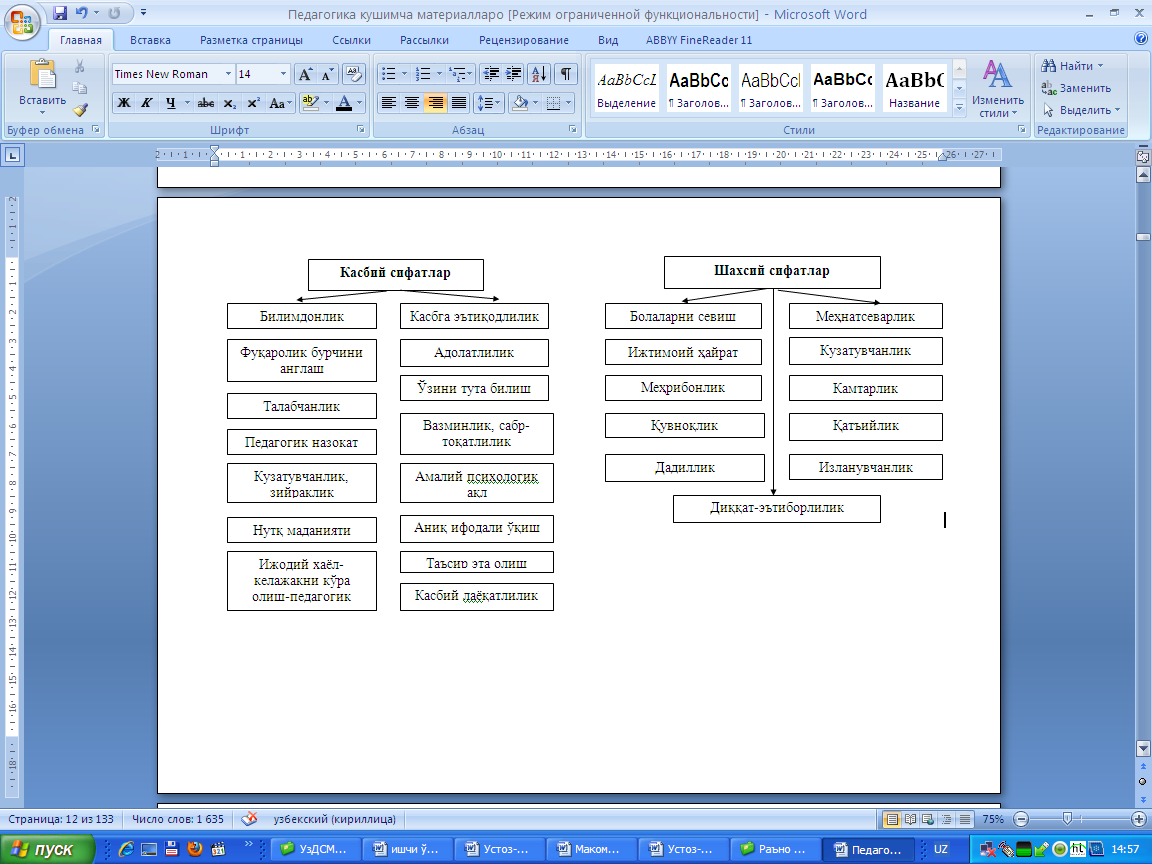 Педагогика кушимча материалларо [Режим ограниченной функциональности] - Microsoft Word
Главная Вставка Разметка страницы Ссылки Рассылки Рецензирование Вид ABBYY FineReader 11
Вставить
Буфер обмена
Times New Roman 14
Ж К Ч abc x₂ x² Aa
Шрифт
Абзац
AaBbCcL AaBbCc AaBbCcI AaBbCc AaBbC
Выделение ¶ Заголов... ¶ Заголов... ¶ Заголов... Название
Стили
Изменить
стили
Найти
Заменить
Выделить
Редактирование
Касбий сифатлар
Билимдонлик
Фуқаролик бурчини
англаш
Талабчанлик
Педагогик назокат
Кузатувчанлик,
зийраклик
Нутқ маданияти
Ижодий хаёл-
келажакни кўра
олиш-педагогик
Касбга эътиқодлилик
Адолатлилик
Ўзини тута билиш
Вазминлик, сабр-
тоқатлилик
Амалий психологик
ақл
Аниқ ифодали ўқиш
Таъсир эта олиш
Касбий лаёқатлилик
Шахсий сифатлар
Болаларни севиш
Ижтимоий ҳайрат
Меҳрибонлик
Қувноқлик
Дадиллик
Меҳнатсеварлик
Кузатувчанлик
Камтарлик
Қатъийлик
Изланувчанлик
Диққат-эътиборлилик
Страница: 12 из 133 Число слов: 1 635 узбекский (кириллица) 75%
пуск УзДСМ... ишчи ў... Устоз-... Маком... Устоз-... Раъно ... Педаго... UZ 14:57